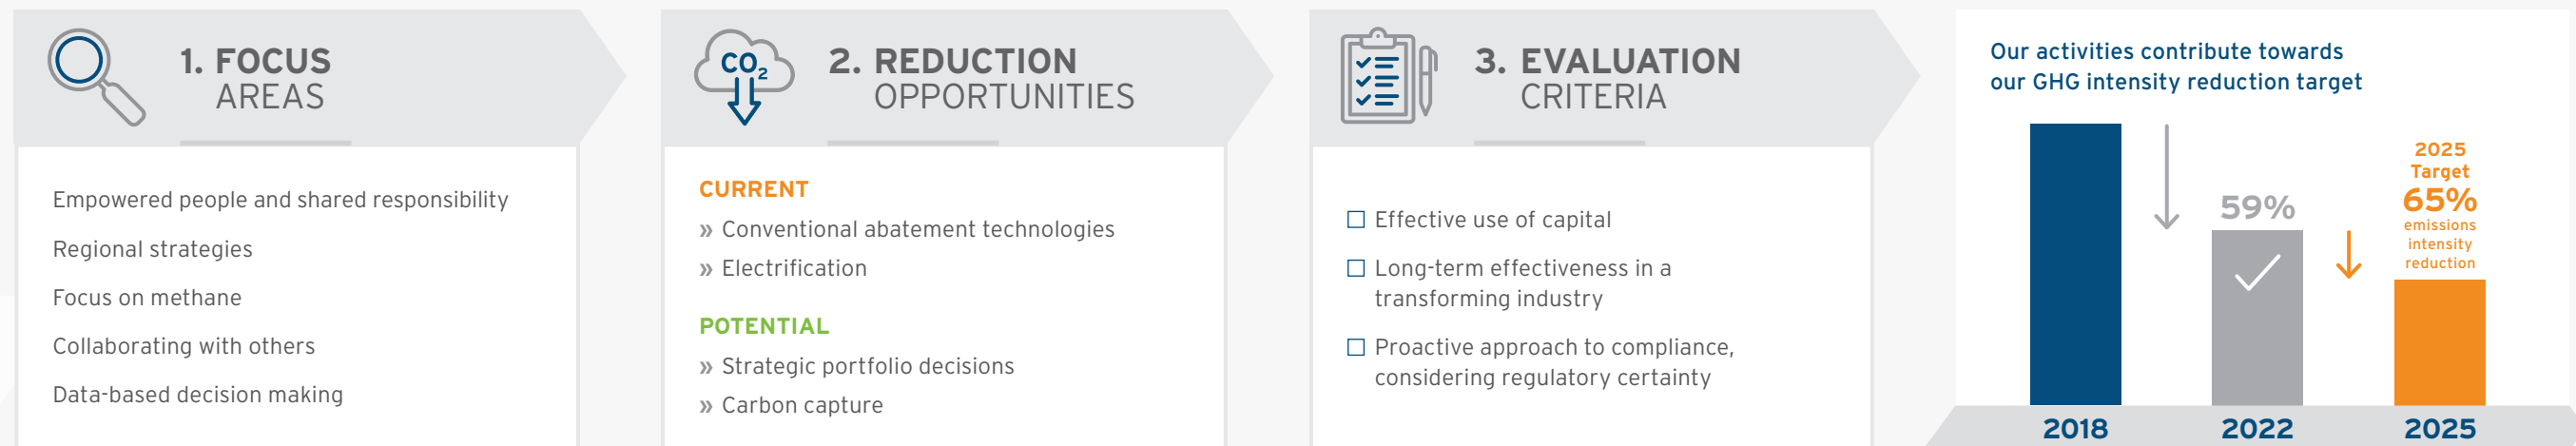 1. FOCUS
AREAS
Empowered people and shared responsibility
Regional strategies
Focus on methane
Collaborating with others
Data-based decision making
CO2
2. REDUCTION
OPPORTUNITIES
CURRENT
» Conventional abatement technologies
» Electrification
POTENTIAL
» Strategic portfolio decisions
» Carbon capture
3. EVALUATION
CRITERIA
Effective use of capital
Long-term effectiveness in a
transforming industry
Proactive approach to compliance,
considering regulatory certainty
Our activities contribute towards
our GHG intensity reduction target
59%
2025
Target
65%
emissions
intensity
reduction
2018
2022
2025